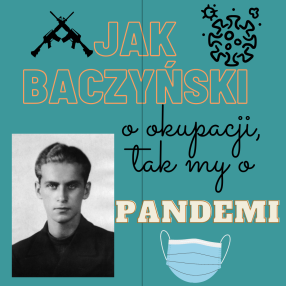 JAK
BACZYŃSKI
o okupacji,
tak my o
PANDEMI